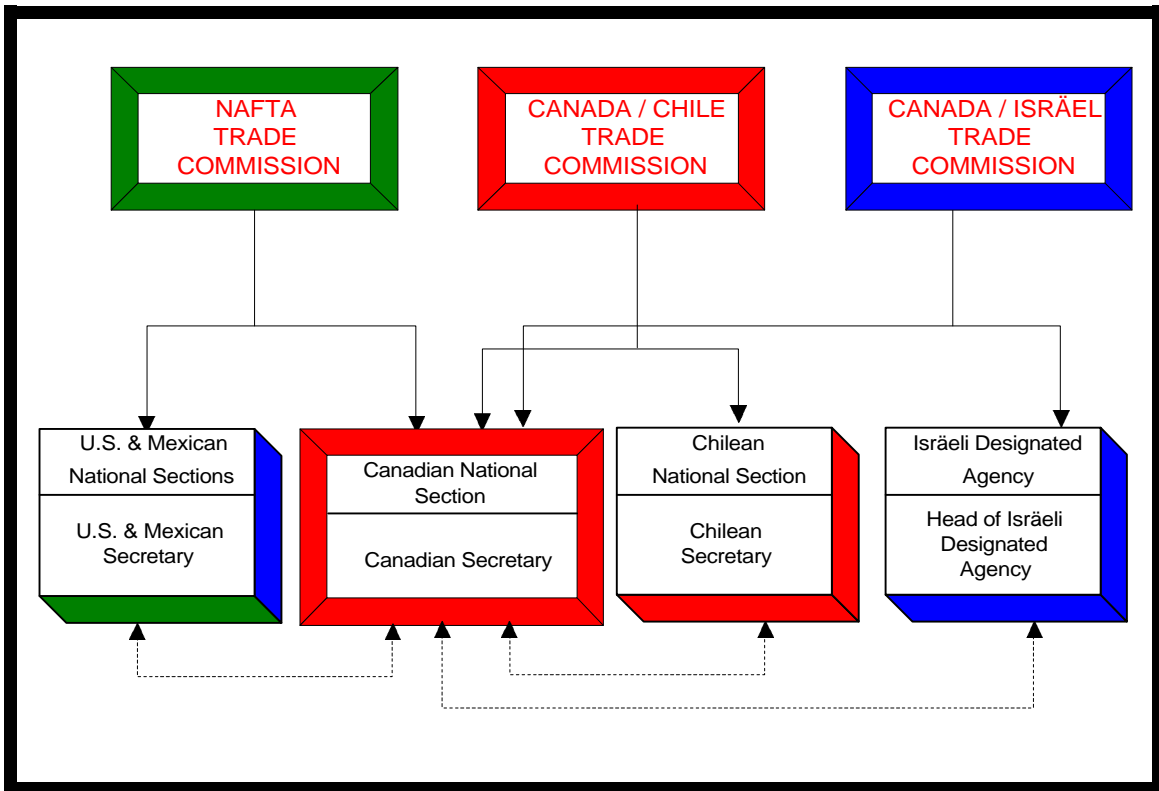 NAFTA
TRADE
COMMISSION
CANADA / CHILE
TRADE
COMMISSION
CANADA / ISRÄEL
TRADE
COMMISSION
U.S. & Mexican
National Sections
U.S. & Mexican
Secretary
Canadian National
Section
Canadian Secretary
Chilean
National Section
Chilean
Secretary
Isräeli Designated
Agency
Head of Isräeli
Designated
Agency